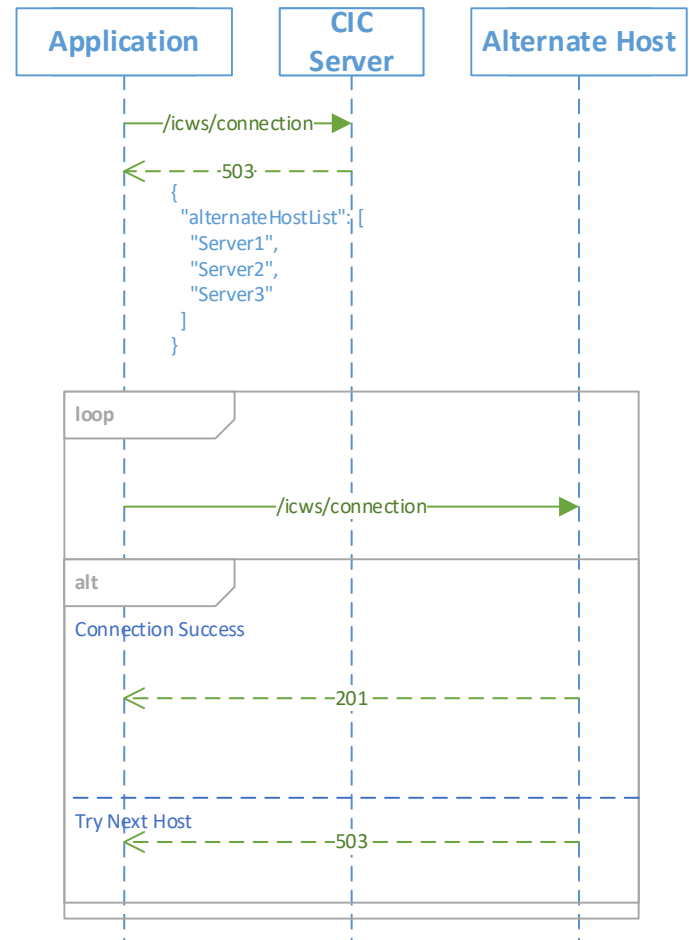 Application
CIC
Server
Alternate Host
/icws/connection
503
{
"alternateHostList": [
"Server1",
"Server2",
"Server3"
]
}
loop
/icws/connection
alt
Connection Success
201
Try Next Host
503